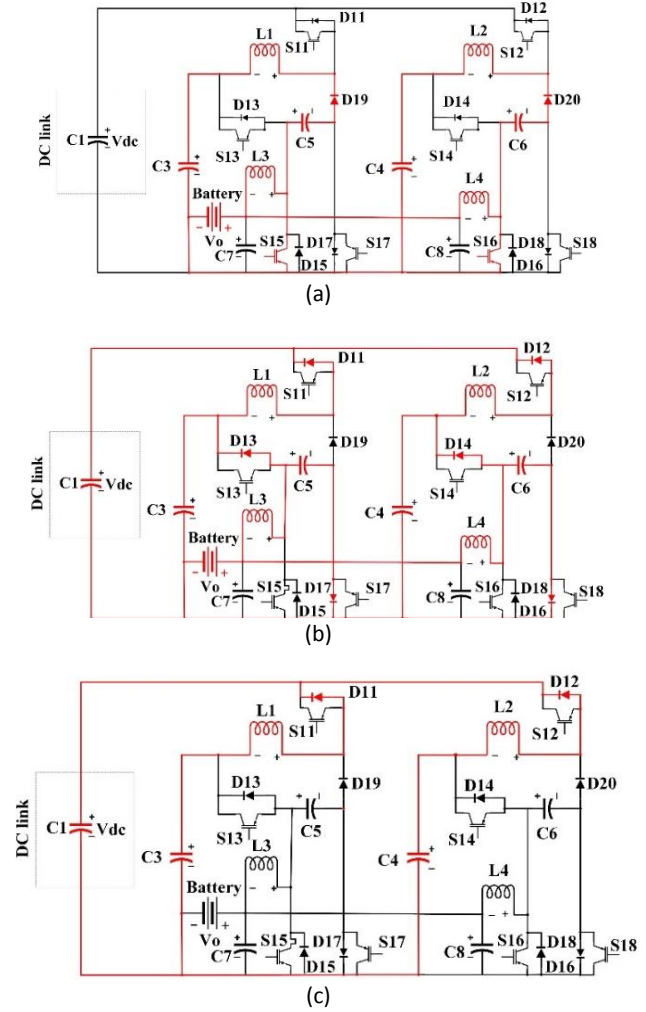 D11
D12
S11
S12
L1
L2
D19
D20
D13
D14
C5
C6
S13
S14
DC link
C1
Vdc
C3
C4
L3
L4
Battery
Vo
C7
S15
D17
D15
S17
C8
S16
D18
D16
S18
(a)
D11
D12
S11
S12
L1
L2
D19
D20
D13
D14
C5
C6
S13
S14
DC link
C1
Vdc
C3
C4
L3
L4
Battery
Vo
C7
S15
D17
D15
S17
C8
S16
D18
D16
S18
(b)
D11
D12
S11
S12
L1
L2
D19
D20
D13
D14
C5
C6
S13
S14
DC link
C1
Vdc
C3
C4
L3
L4
Battery
Vo
C7
S15
D17
D15
S17
C8
S16
D18
D16
S18
(c)